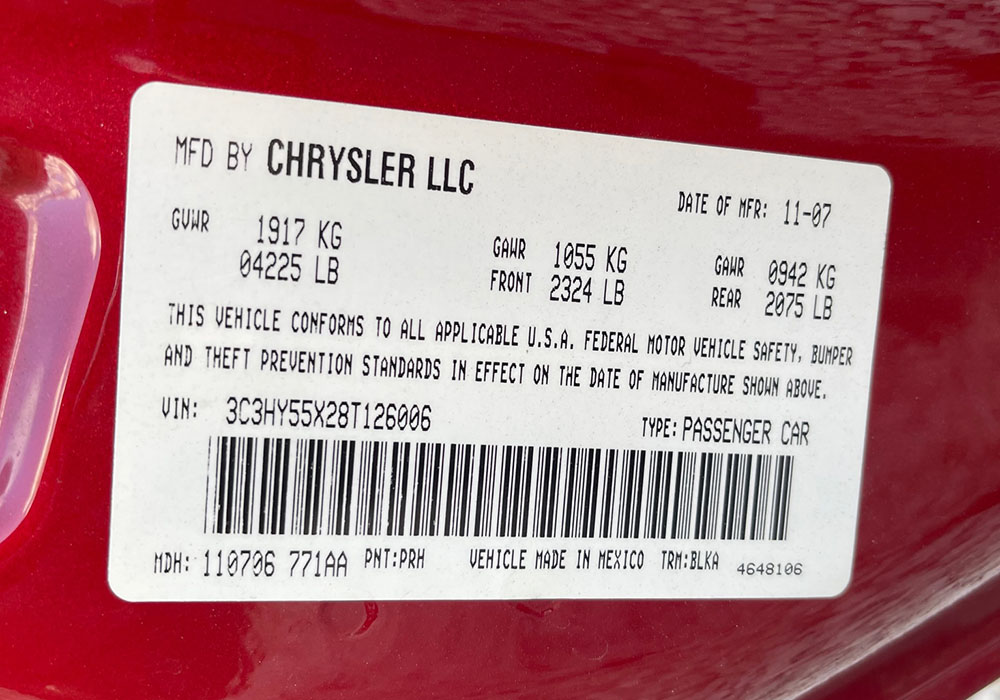 MFD BY CHRYSLER LLC
DATE OF MFR: 11-07
GVWR 1917 KG
04225 LB
GAWR 1055 KG
FRONT 2324 LB
GAWR 0942 KG
REAR 2075 LB
THIS VEHICLE CONFORMS TO ALL APPLICABLE U.S.A. FEDERAL MOTOR VEHICLE SAFETY, BUMPER
AND THEFT PREVENTION STANDARDS IN EFFECT ON THE DATE OF MANUFACTURE SHOWN ABOVE.
VIN: 3C3HY55X28T126006
TYPE: PASSENGER CAR
MDH: 110706 771AA PNT:PRH VEHICLE MADE IN MEXICO TRM:BLKA 4648106